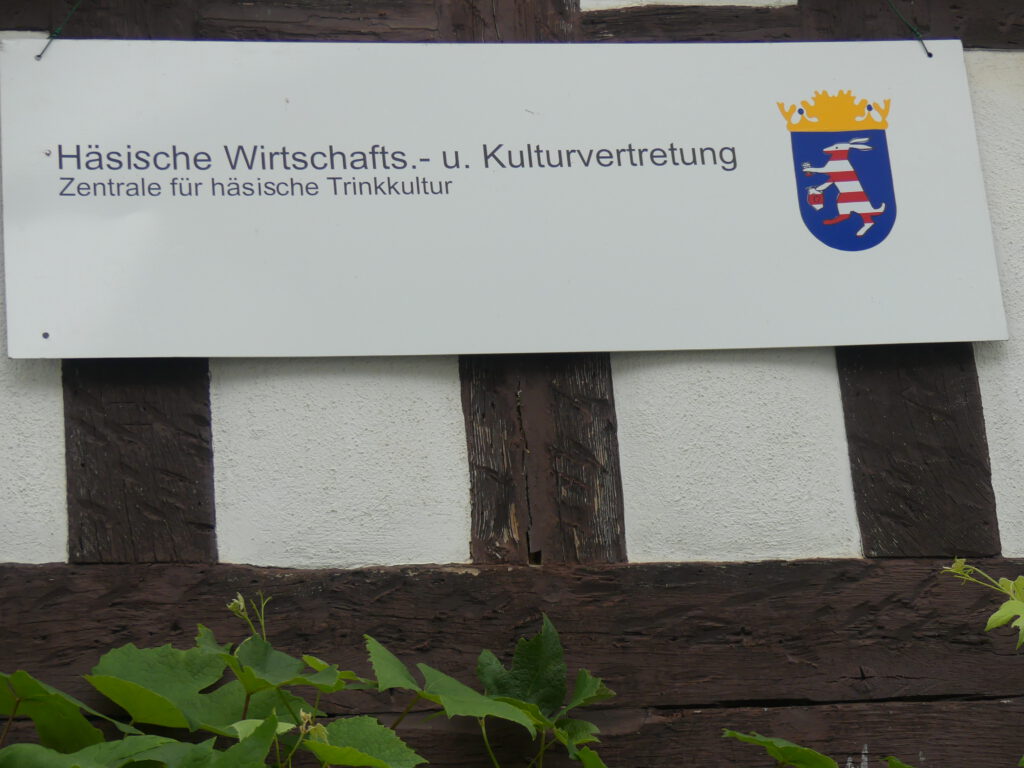 Häsische Wirtschafts.- u. Kulturvertretung
Zentrale für häsische Trinkkultur